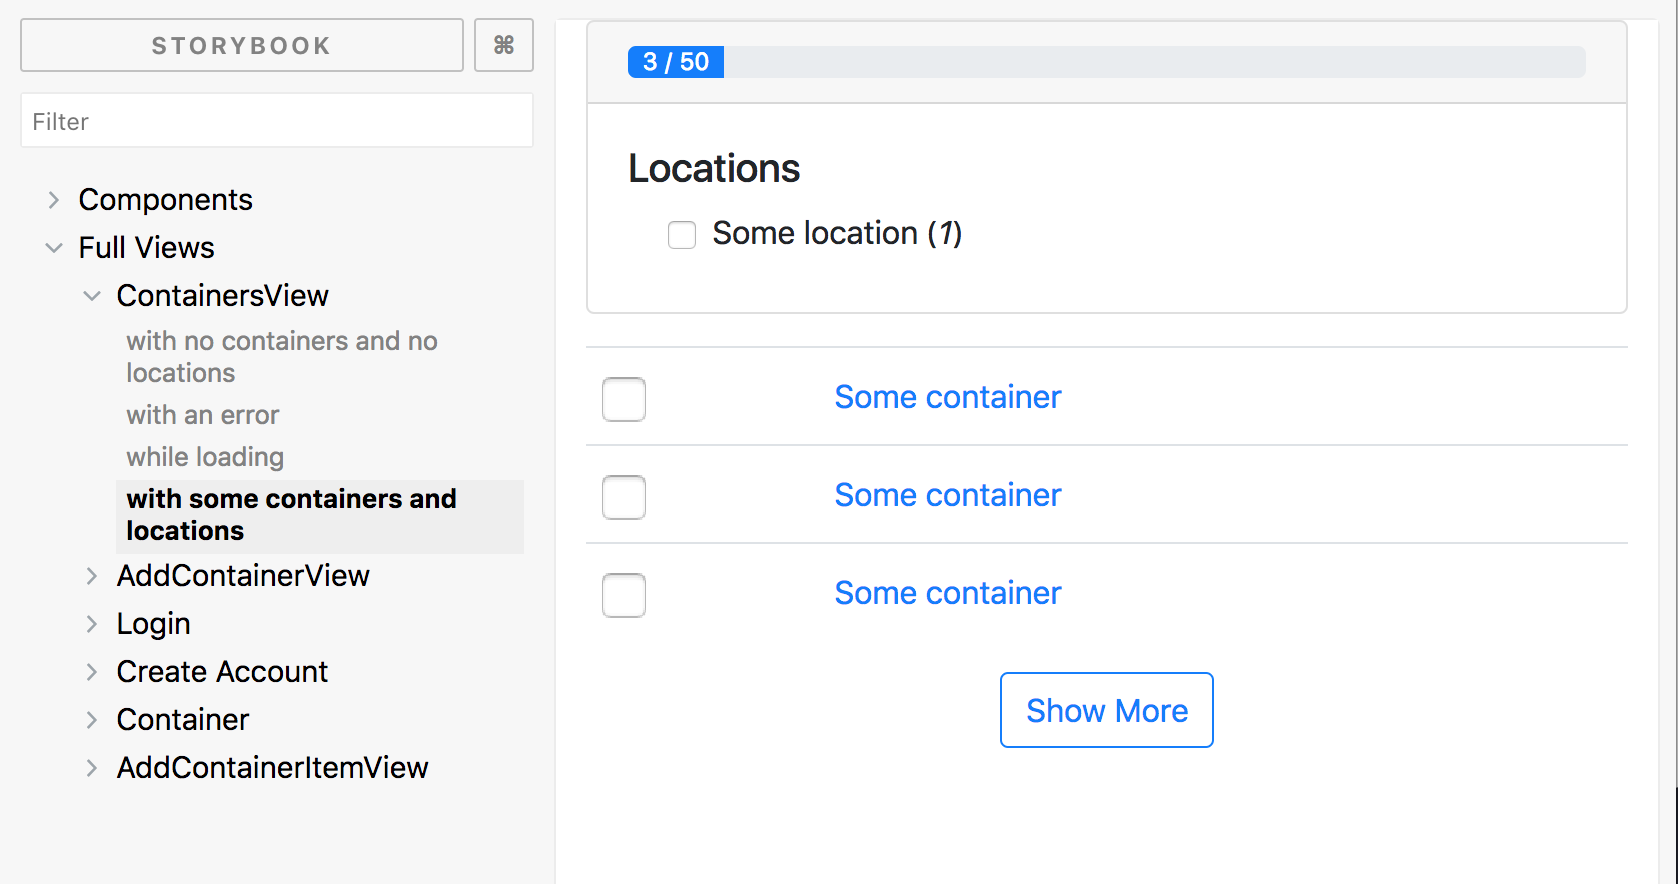 STORYBOOK
⌘
Filter
Components
Full Views
ContainersView
with no containers and no
locations
with an error
while loading
with some containers and
locations
AddContainerView
Login
Create Account
Container
AddContainerItemView
3 / 50
Locations
Some location (1)
Some container
Some container
Some container
Show More